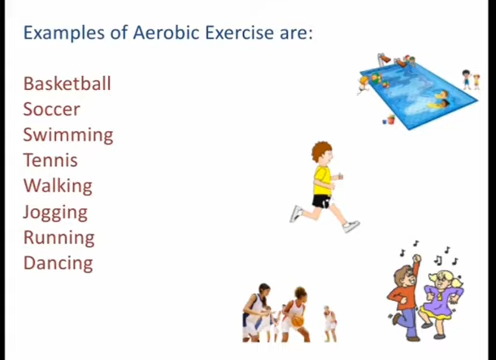 Examples of Aerobic Exercise are:
Basketball
Soccer
Swimming
Tennis
Walking
Jogging
Running
Dancing